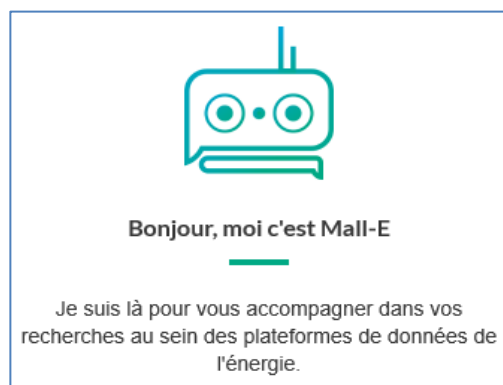 Bonjour, moi c'est Mall-E
Je suis là pour vous accompagner dans vos
recherches au sein des plateformes de données de
l'énergie.